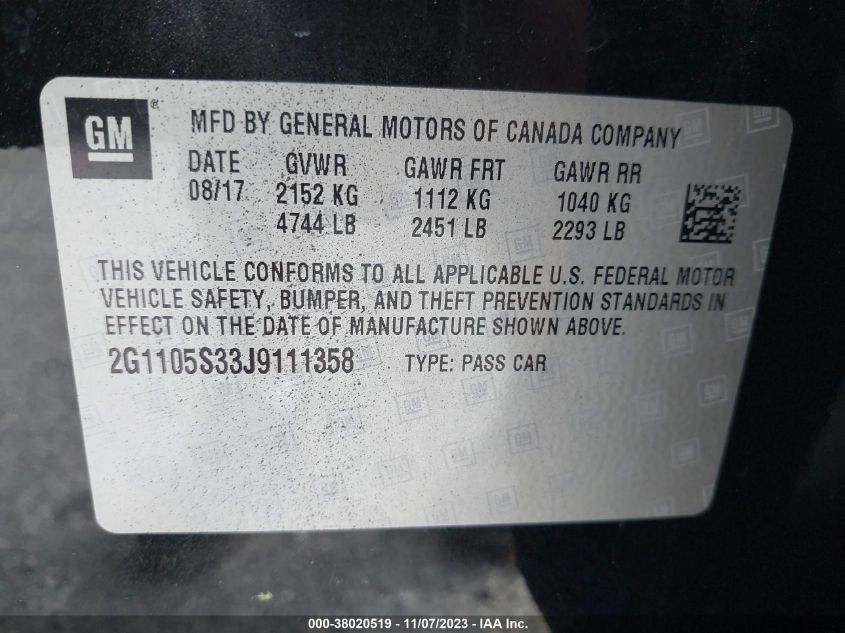 GM ® MFD BY GENERAL MOTORS OF CANADA COMPANY
DATE GVWR GAWR FRT GAWR RR
08/17 2152 KG 1112 KG 1040 KG
4744 LB 2451 LB 2293 LB
THIS VEHICLE CONFORMS TO ALL APPLICABLE U.S. FEDERAL MOTOR
VEHICLE SAFETY, BUMPER, AND THEFT PREVENTION STANDARDS IN
EFFECT ON THE DATE OF MANUFACTURE SHOWN ABOVE.
2G1105S33J9111358 TYPE: PASS CAR
000-38020519 - 11/07/2023 - IAA Inc.